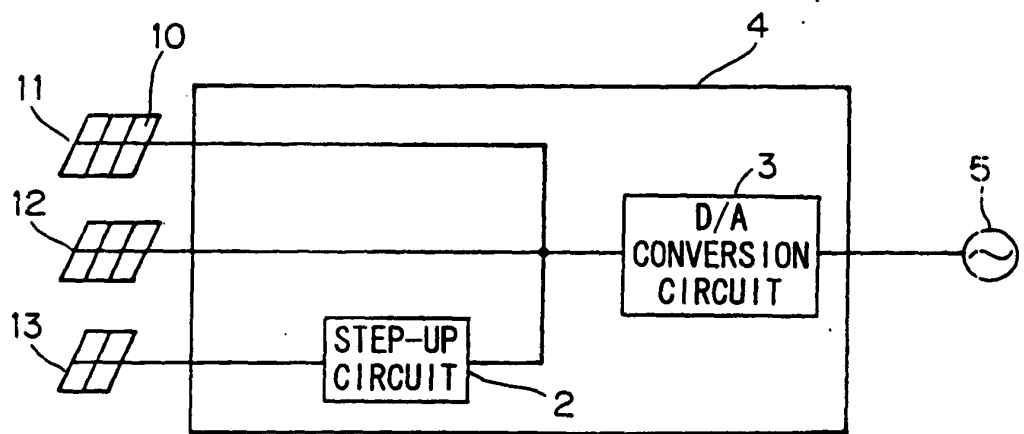 10
4
11
12
3
D/A
CONVERSION
CIRCUIT
5
13
STEP-UP
CIRCUIT
2